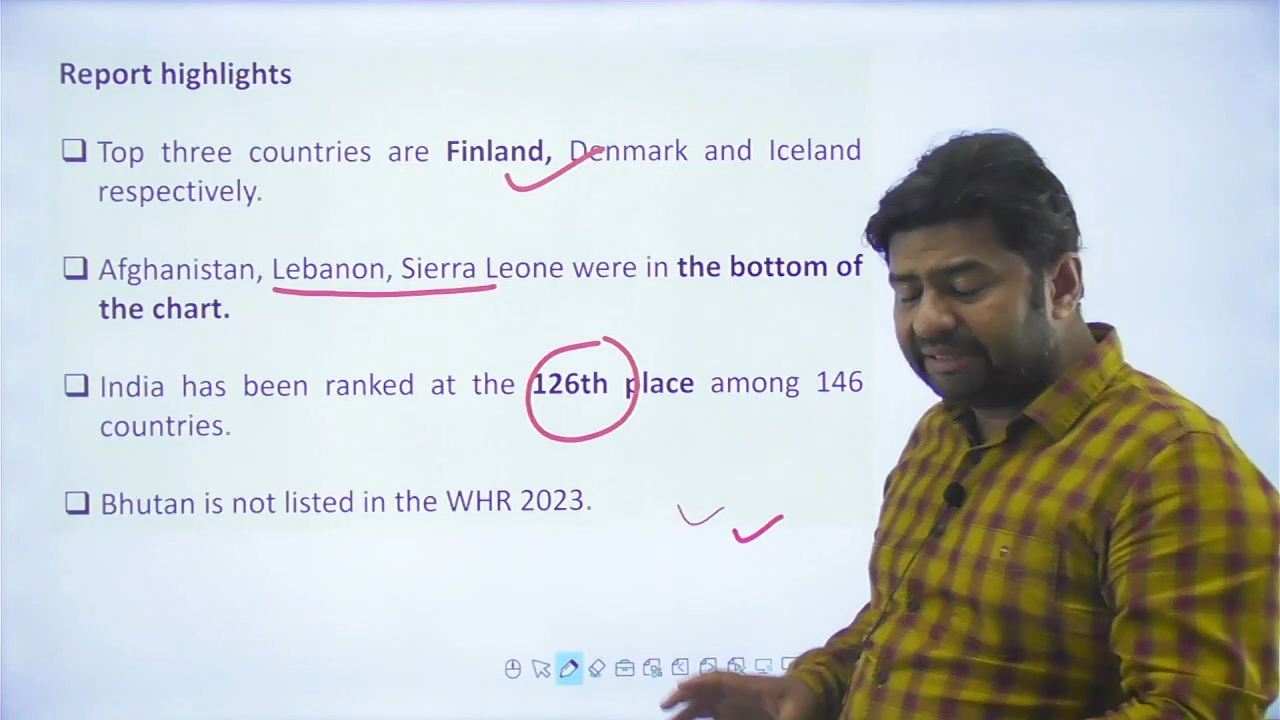 Report highlights
Top three countries are Finland, Denmark and Iceland
respectively.
Afghanistan, Lebanon, Sierra Leone were in the bottom of
the chart.
India has been ranked at the 126th place among 146
countries.
Bhutan is not listed in the WHR 2023.